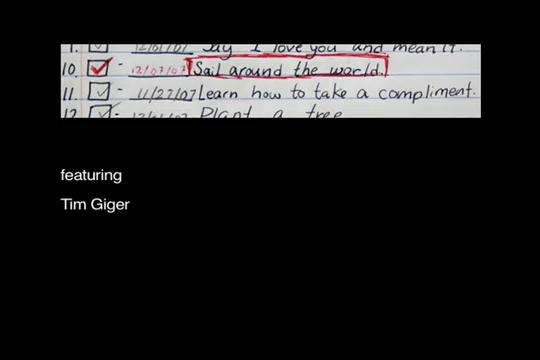 Say I love you and mean it.
10. - 12/07/07 Sail around the world.
11. - 11/27/07 Learn how to take a compliment.
12. Plant a tree
featuring
Tim Giger